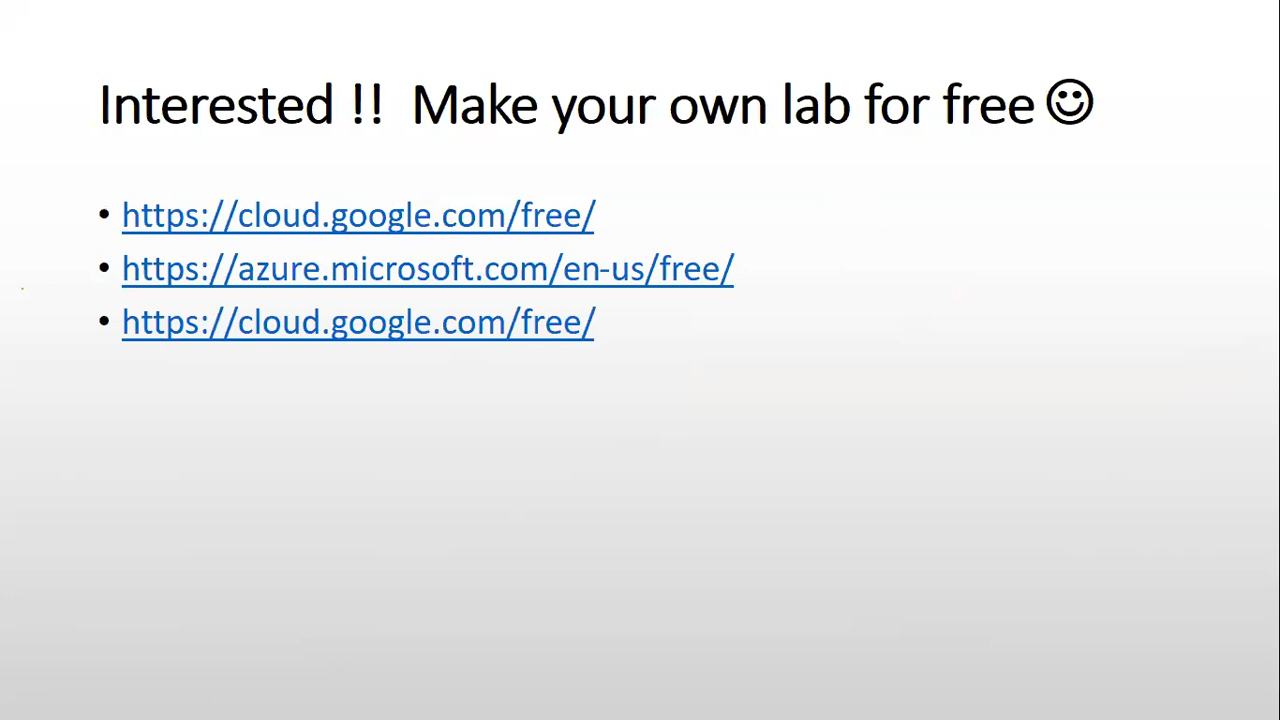 Interested !! Make your own lab for free ☺
• https://cloud.google.com/free/
• https://azure.microsoft.com/en-us/free/
• https://cloud.google.com/free/